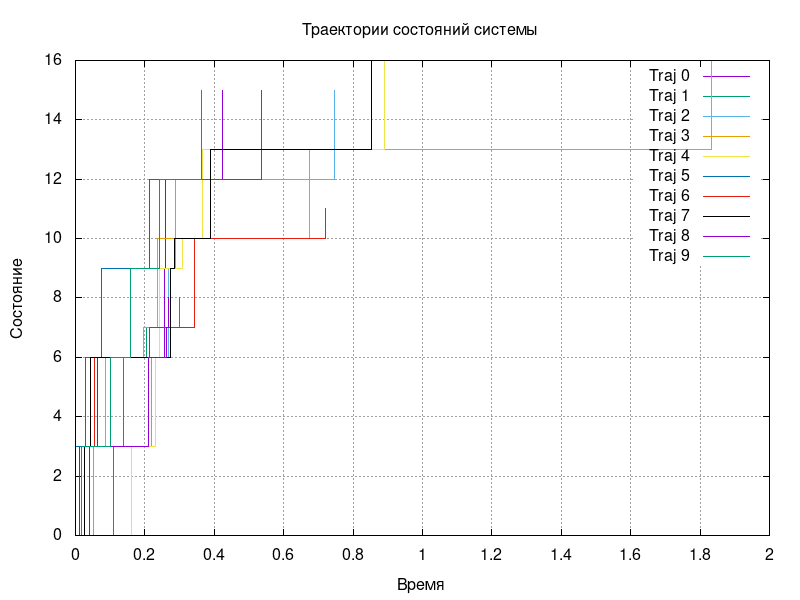 Траектории состояний системы
16
14
12
10
8
6
4
2
0
Состояние
Traj 0
Traj 1
Traj 2
Traj 3
Traj 4
Traj 5
Traj 6
Traj 7
Traj 8
Traj 9
0 0.2 0.4 0.6 0.8 1 1.2 1.4 1.6 1.8 2
Время